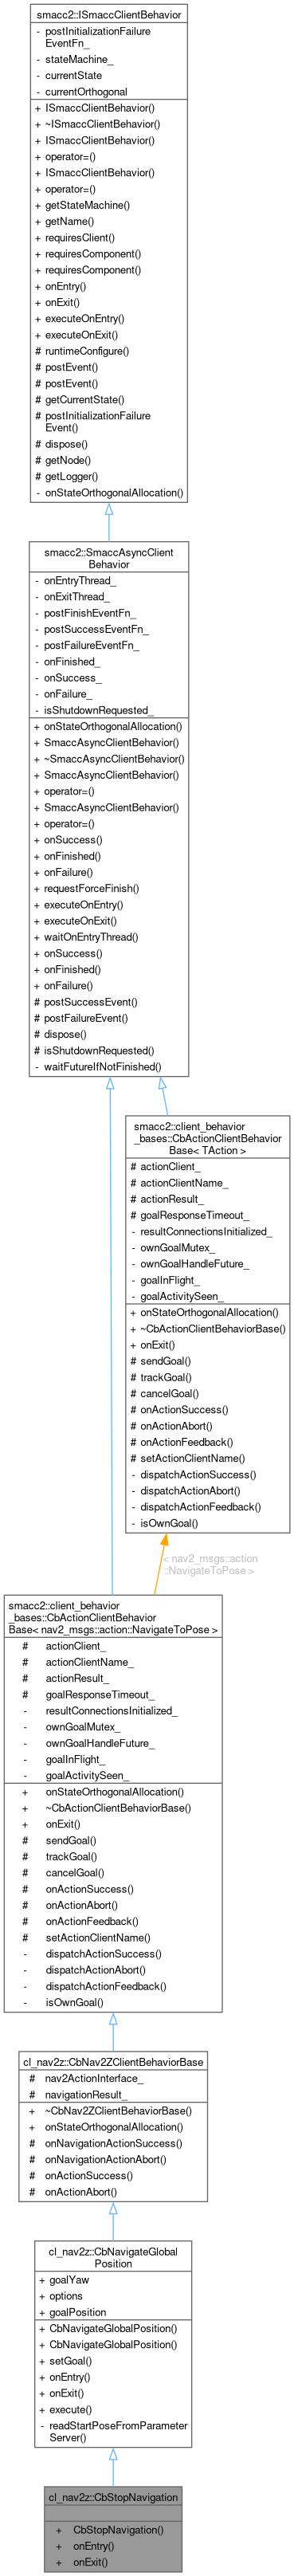 smacc2::ISmaccClientBehavior
- postInitializationFailure
EventFn_
- stateMachine_
- currentState
- currentOrthogonal
+ ISmaccClientBehavior()
+ ~ISmaccClientBehavior()
+ ISmaccClientBehavior()
+ operator=()
+ ISmaccClientBehavior()
+ operator=()
+ getStateMachine()
+ getName()
+ requiresClient()
+ requiresComponent()
+ requiresComponent()
+ onEntry()
+ onExit()
+ executeOnEntry()
+ executeOnExit()
# runtimeConfigure()
# postEvent()
# postEvent()
# getCurrentState()
# postInitializationFailure
Event()
# dispose()
# getNode()
# getLogger()
- onStateOrthogonalAllocation()
smacc2::SmaccAsyncClient
Behavior
- onEntryThread_
- onExitThread_
- postFinishEventFn_
- postSuccessEventFn_
- postFailureEventFn_
- onFinished_
- onSuccess_
- onFailure_
- isShutdownRequested_
+ onStateOrthogonalAllocation()
+ SmaccAsyncClientBehavior()
+ ~SmaccAsyncClientBehavior()
+ SmaccAsyncClientBehavior()
+ operator=()
+ SmaccAsyncClientBehavior()
+ operator=()
+ onSuccess()
+ onFinished()
+ onFailure()
+ requestForceFinish()
+ executeOnEntry()
+ executeOnExit()
+ waitOnEntryThread()
+ onSuccess()
+ onFinished()
+ onFailure()
# postSuccessEvent()
# postFailureEvent()
# dispose()
# isShutdownRequested()
- waitFutureIfNotFinished()
smacc2::client_behavior
_bases::CbActionClientBehavior
Base< TAction >
# actionClient_
# actionClientName_
# actionResult_
# goalResponseTimeout_
- resultConnectionsInitialized_
- ownGoalMutex_
- ownGoalHandleFuture_
- goalInFlight_
- goalActivitySeen_
+ onStateOrthogonalAllocation()
+ ~CbActionClientBehaviorBase()
+ onExit()
# sendGoal()
# trackGoal()
# cancelGoal()
# onActionSuccess()
# onActionAbort()
# onActionFeedback()
# setActionClientName()
- dispatchActionSuccess()
- dispatchActionAbort()
- dispatchActionFeedback()
- isOwnGoal()
< nav2_msgs::action
::NavigateToPose >
smacc2::client_behavior
_bases::CbActionClientBehavior
Base< nav2_msgs::action::NavigateToPose >
# actionClient_
# actionClientName_
# actionResult_
# goalResponseTimeout_
- resultConnectionsInitialized_
- ownGoalMutex_
- ownGoalHandleFuture_
- goalInFlight_
- goalActivitySeen_
+ onStateOrthogonalAllocation()
+ ~CbActionClientBehaviorBase()
+ onExit()
# sendGoal()
# trackGoal()
# cancelGoal()
# onActionSuccess()
# onActionAbort()
# onActionFeedback()
# setActionClientName()
- dispatchActionSuccess()
- dispatchActionAbort()
- dispatchActionFeedback()
- isOwnGoal()
cl_nav2z::CbNav2ZClientBehaviorBase
# nav2ActionInterface_
# navigationResult_
+ ~CbNav2ZClientBehaviorBase()
+ onStateOrthogonalAllocation()
# onNavigationActionSuccess()
# onNavigationActionAbort()
# onActionSuccess()
# onActionAbort()
cl_nav2z::CbNavigateGlobal
Position
+ goalYaw
+ options
+ goalPosition
+ CbNavigateGlobalPosition()
+ CbNavigateGlobalPosition()
+ setGoal()
+ onEntry()
+ onExit()
+ execute()
- readStartPoseFromParameter
Server()
cl_nav2z::CbStopNavigation
+ CbStopNavigation()
+ onEntry()
+ onExit()